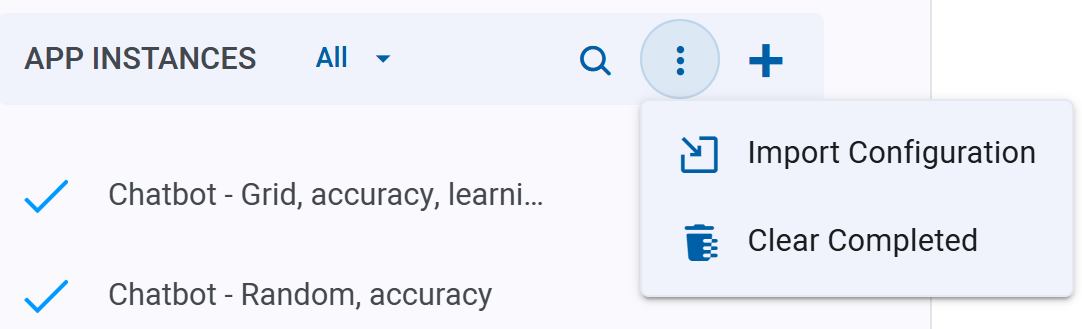 APP INSTANCES All
Import Configuration
Chatbot - Grid, accuracy, learni...
Clear Completed
Chatbot - Random, accuracy